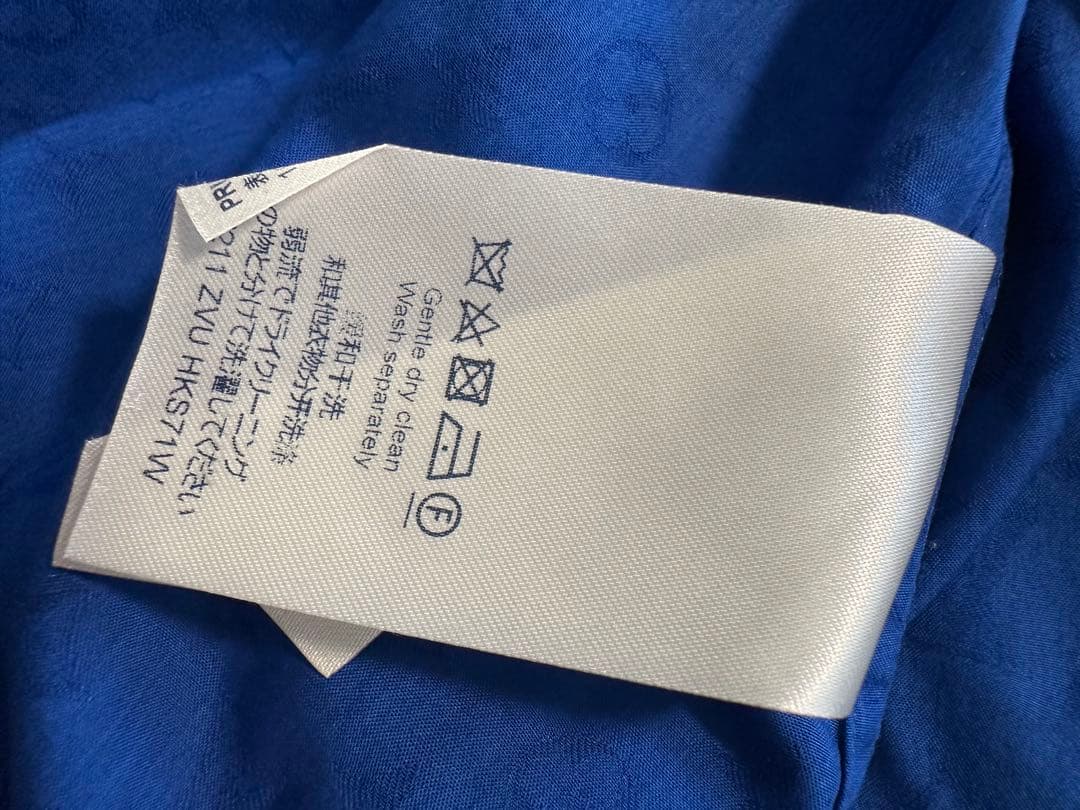 F
Gentle dry clean
Wash separately
柔和干洗
和其他衣物分开洗涤
弱流でドライクリーニング
の物と分けて洗濯してください
211 ZVU HKS71W